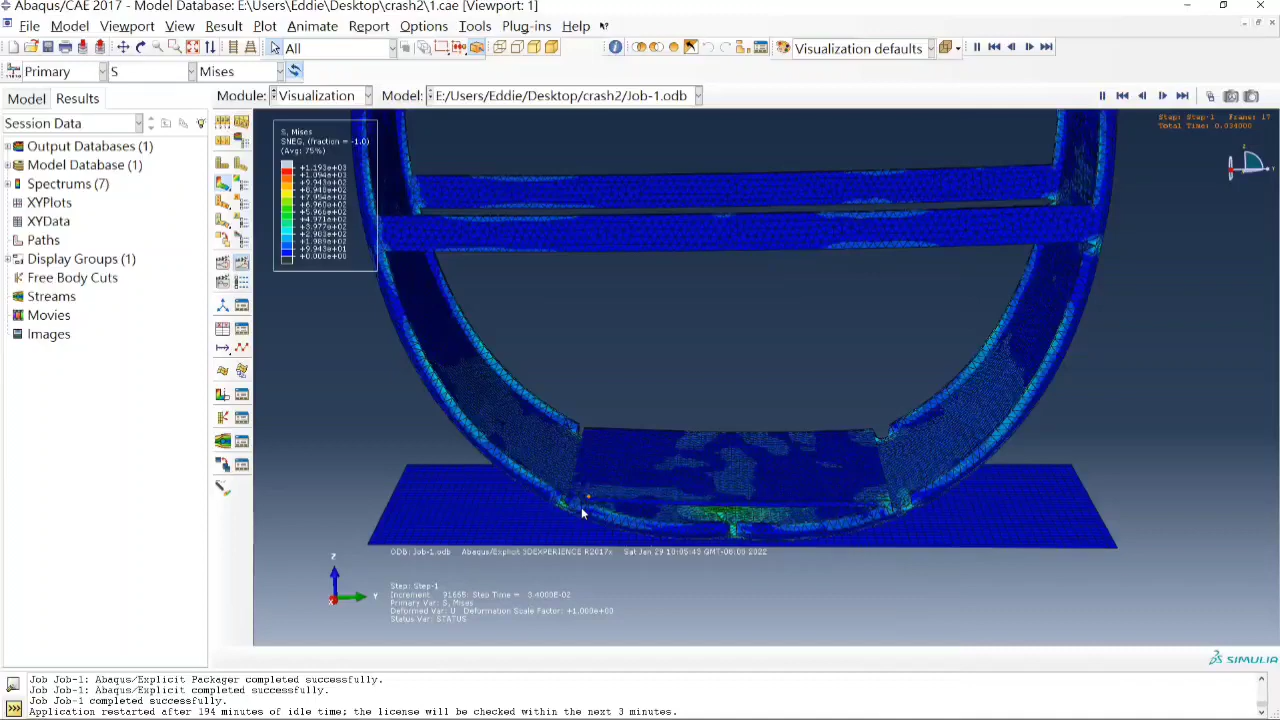 Abaqus/CAE 2017 - Model Database: E:\Users\Eddie\Desktop\crash2\1.cae [Viewport: 1]
File Model Viewport View Result Plot Animate Report Options Tools Plug-ins Help
All
Visualization defaults
Primary S Mises
Model Results
Module: Visualization Model: E:/Users/Eddie/Desktop/crash2/Job-1.odb
Session Data
Output Databases (1)
Model Database (1)
Spectrums (7)
XYPlots
XYData
Paths
Display Groups (1)
Free Body Cuts
Streams
Movies
Images
S, Mises
SNEG, (fraction = -1.0)
(Avg: 75%)
+1.193e+03
+1.094e+03
+9.943e+02
+8.948e+02
+7.954e+02
+6.960e+02
+5.966e+02
+4.971e+02
+3.977e+02
+2.983e+02
+1.989e+02
+9.943e+01
+0.000e+00
Step: Step-1 Frame: 17
Total Time: 0.034000
ODB: Job-1.odb Abaqus/Explicit 3DEXPERIENCE R2017x Sat Jan 29 10:05:43 GMT-06:00 2022
Step: Step-1
Increment 91665: Step Time = 3.4000E-02
Primary Var: S, Mises
Deformed Var: U Deformation Scale Factor: +1.000e+00
Status Var: STATUS
Z
Y
X
SIMULIA
Job Job-1: Abaqus/Explicit Packager completed successfully.
Job Job-1: Abaqus/Explicit completed successfully.
Job Job-1 completed successfully.
Application restarted after 194 minutes of idle time; the license will be checked within the next 3 minutes.